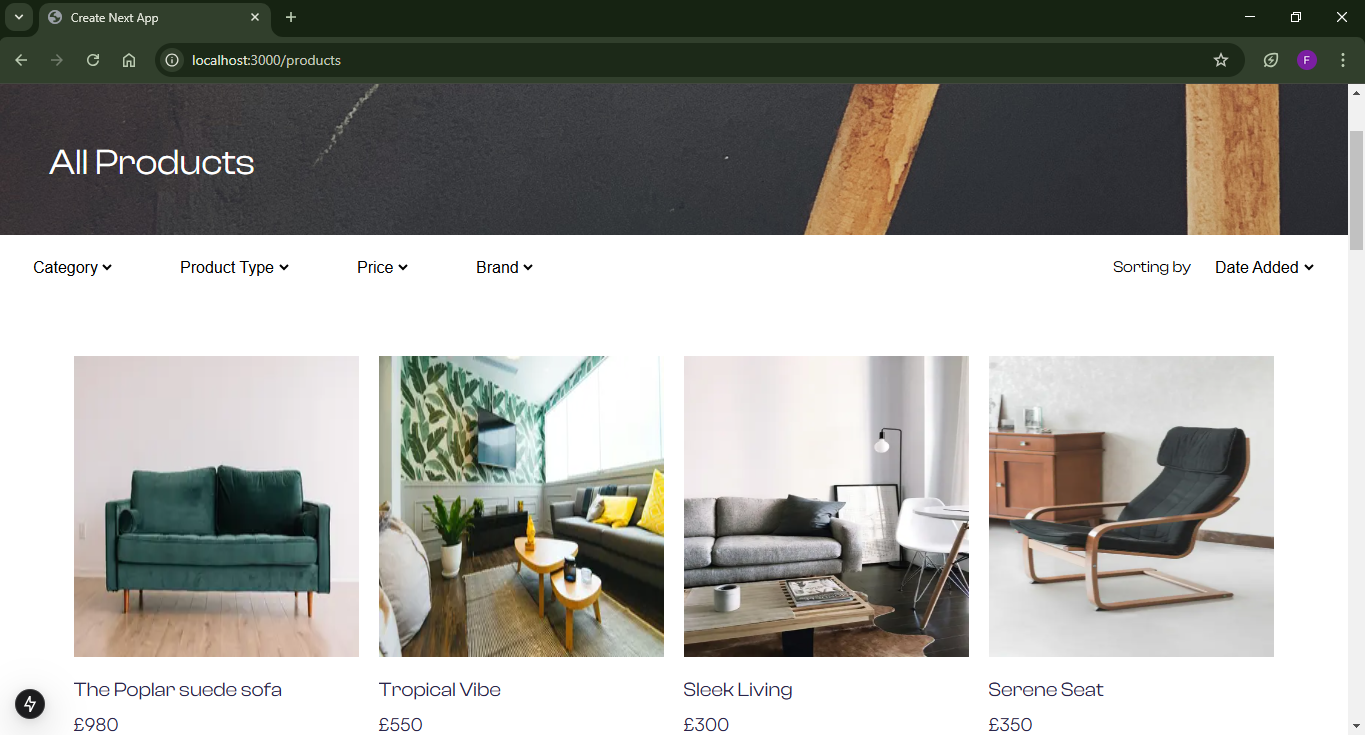 Create Next App
localhost:3000/products
F
All Products
Category
Product Type
Price
Brand
Sorting by
Date Added
The Poplar suede sofa
Tropical Vibe
Sleek Living
Serene Seat
£980
£550
£300
£350